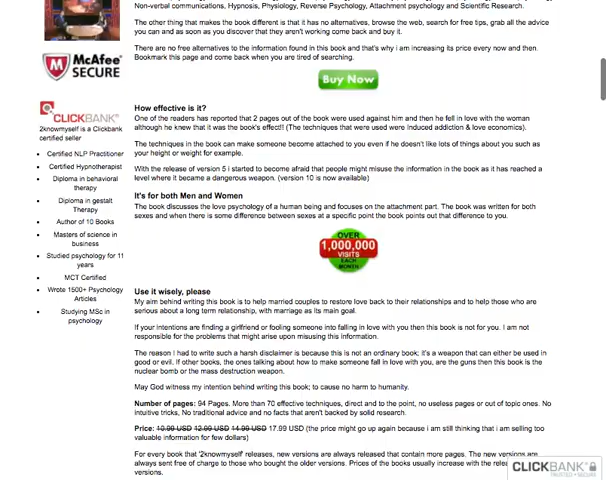 Non-verbal communications, Hypnosis, Physiology, Reverse Psychology, Attachment psychology and Scientific Research.
The other thing that makes the book different is that it has no alternatives, browse the web, search for free tips, grab all the advice
you can and as soon as you discover that they aren't working come back and buy it.
There are no free alternatives to the information found in this book and that's why i am increasing its price every now and then.
Bookmark this page and come back when you are tired of searching.
Buy Now
McAfee
SECURE
CLICKBANK
2knowmyself is a Clickbank
certified seller
Certified NLP Practitioner
Certified Hypnotherapist
Diploma in behavioral
therapy
Diploma in gestalt
Therapy
Author of 10 Books
Masters of science in
business
Studied psychology for 11
years
MCT Certified
Wrote 1500+ Psychology
Articles
Studying MSc in
psychology
How effective is it?
One of the readers has reported that 2 pages out of the book were used against him and then he fell in love with the woman
although he knew that it was the book's effect!! (The techniques that were used were Induced addiction & love economics).
The techniques in the book can make someone become attached to you even if he doesn't like lots of things about you such as
your height or weight for example.
With the release of version 5 i started to become afraid that people might misuse the information in the book as it has reached a
level where it became a dangerous weapon. (version 10 is now available)
It's for both Men and Women
The book discusses the love psychology of a human being and focuses on the attachment part. The book was written for both
sexes and when there is some difference between sexes at a specific point the book points out that difference to you.
OVER
1,000,000
VISITS
EACH
MONTH
Use it wisely, please
My aim behind writing this book is to help married couples to restore love back to their relationships and to help those who are
serious about a long term relationship, with marriage as its main goal.
If your intentions are finding a girlfriend or fooling someone into falling in love with you then this book is not for you. I am not
responsible for the problems that might arise upon misusing this information.
The reason I had to write such a harsh disclaimer is because this is not an ordinary book; it's a weapon that can either be used in
good or evil. If other books, the ones talking about how to make someone fall in love with you, are the guns then this book is the
nuclear bomb or the mass destruction weapon.
May God witness my intention behind writing this book; to cause no harm to humanity.
Number of pages: 94 Pages. More than 70 effective techniques, direct and to the point, no useless pages or out of topic ones. No
intuitive tricks, No traditional advice and no facts that aren't backed by solid research.
Price: 10.99 USD 12.99 USD 14.99 USD 17.99 USD (the price might go up again because i am still thinking that i am selling too
valuable information for few dollars)
For every book that '2knowmyself' releases, new versions are always released that contain more pages. The new versions are
always sent free of charge to those who bought the older versions. Prices of the books usually increase with the
versions.
CLICKBANK